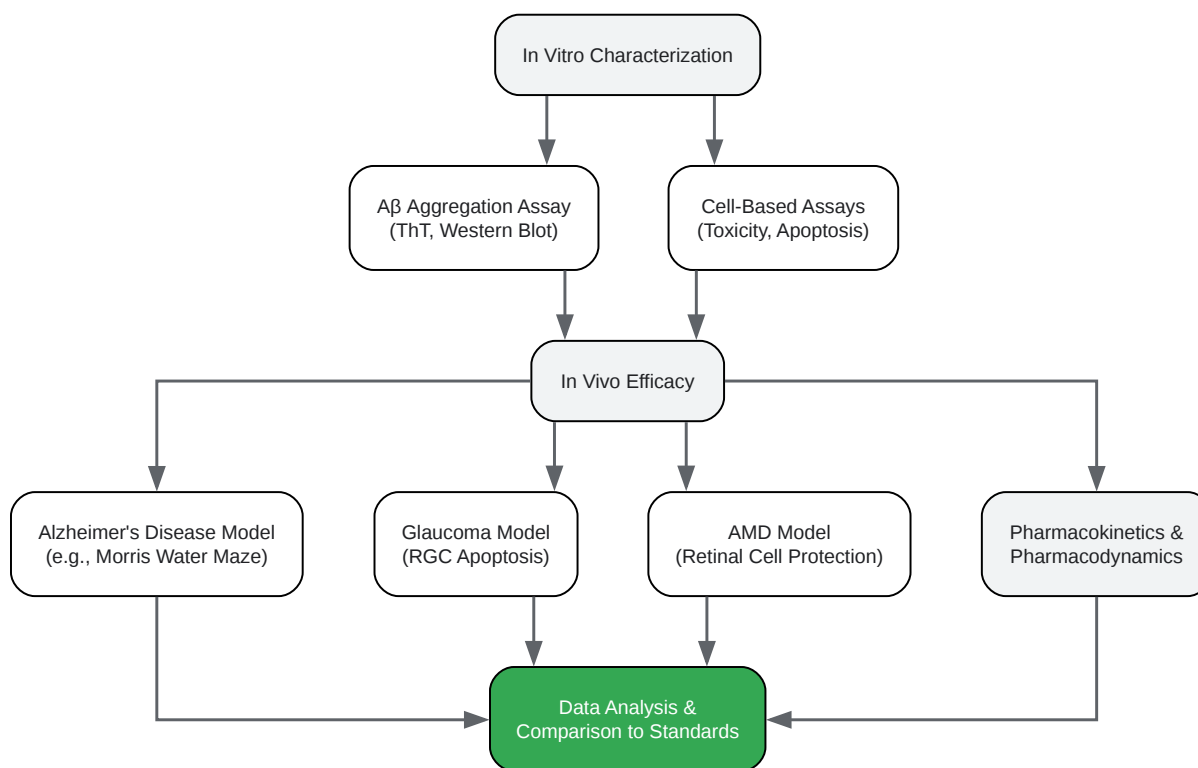 In Vitro Characterization
Aβ Aggregation Assay
(ThT, Western Blot)
Cell-Based Assays
(Toxicity, Apoptosis)
In Vivo Efficacy
Alzheimer's Disease Model
(e.g., Morris Water Maze)
Glaucoma Model
(RGC Apoptosis)
AMD Model
(Retinal Cell Protection)
Pharmacokinetics &
Pharmacodynamics
Data Analysis &
Comparison to Standards